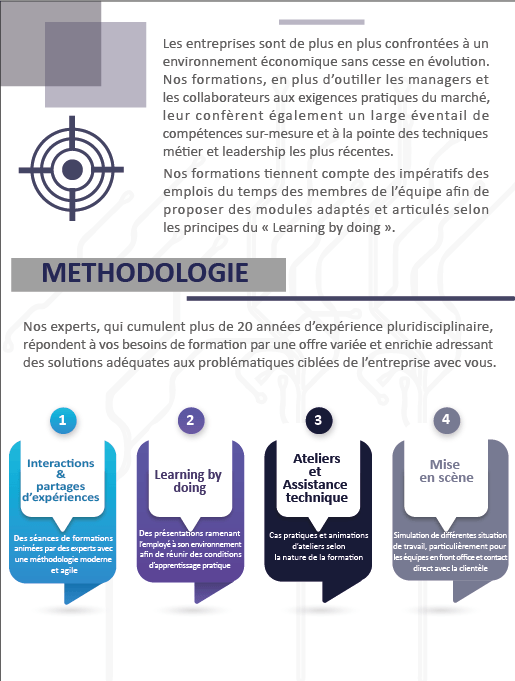 Les entreprises sont de plus en plus confrontées à un
environnement économique sans cesse en évolution.
Nos formations, en plus d'outiller les managers et
les collaborateurs aux exigences pratiques du marché,
leur confèrent également un large éventail de
compétences sur-mesure et à la pointe des techniques
métier et leadership les plus récentes.
Nos formations tiennent compte des impératifs des
emplois du temps des membres de l'équipe afin de
proposer des modules adaptés et articulés selon
les principes du « Learning by doing ».
METHODOLOGIE
Nos experts, qui cumulent plus de 20 années d'expérience pluridisciplinaire,
répondent à vos besoins de formation par une offre variée et enrichie adressant
des solutions adéquates aux problématiques ciblées de l'entreprise avec vous.
1
Interactions
&
partages
d'expériences
Des séances de formations
animées par des experts avec
une méthodologie moderne
et agile
2
Learning by
doing
Des présentations ramenant
l'employé à son environnement
afin de réunir des conditions
d'apprentissage pratique
3
Ateliers
et
Assistance
technique
Cas pratiques et animations
d'ateliers selon
la nature de la formation
4
Mise
en scène
Simulation de différentes situation
de travail, particulièrement pour
les équipes en front office et contact
direct avec la clientèle